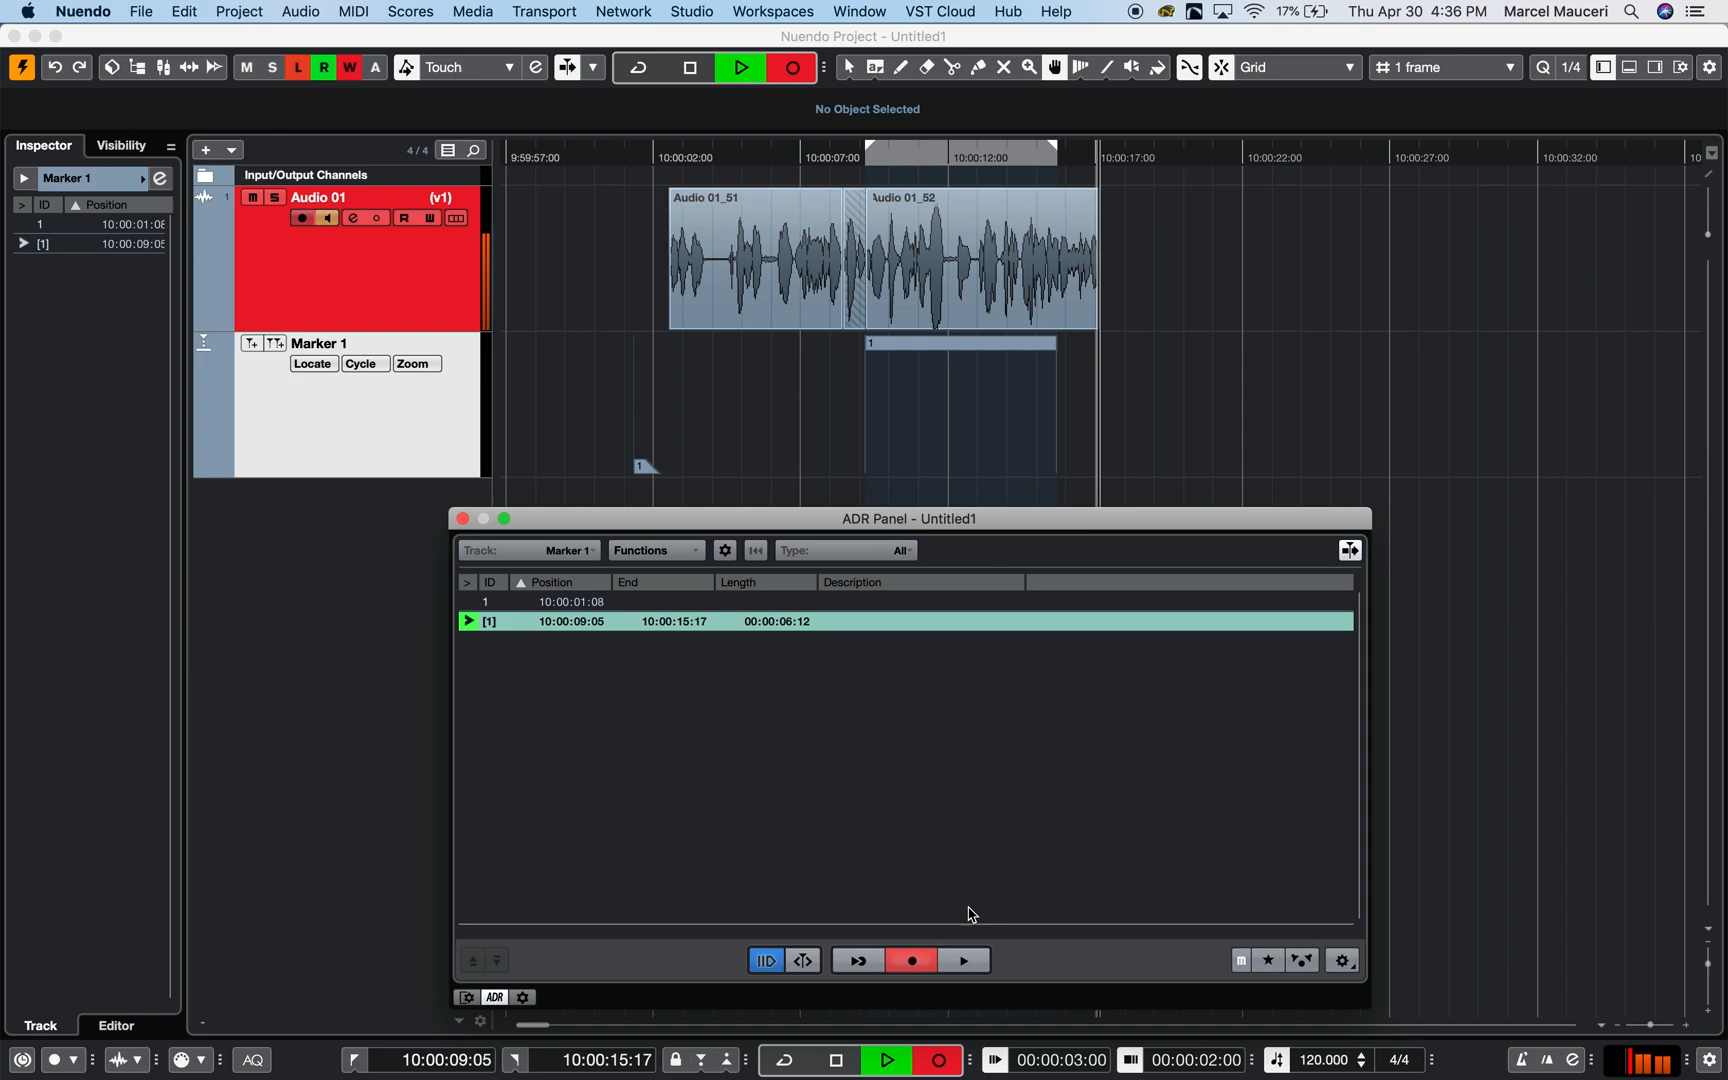 Nuendo File Edit Project Audio MIDI Scores Media Transport Network Studio Workspaces Window VST Cloud Hub Help 17% Thu Apr 30 4:36 PM Marcel Mauceri
Nuendo Project - Untitled1
M S L R W A Touch Grid 1 frame Q 1/4
No Object Selected
Inspector Visibility
4/4
9:59:57:00 10:00:02:00 10:00:07:00 10:00:12:00 10:00:17:00 10:00:22:00 10:00:27:00 10:00:32:00 10
Marker 1
Input/Output Channels
> ID Position
1 10:00:01:08
[1] 10:00:09:05
1 m S Audio 01 (v1)
R W
Audio 01_51
Audio 01_52
Marker 1
Locate Cycle Zoom
1
1
ADR Panel - Untitled1
Track: Marker 1 Functions Type: All
> ID Position End Length Description
1 10:00:01:08
[1] 10:00:09:05 10:00:15:17 00:00:06:12
m
ADR
Track Editor
AQ 10:00:09:05 10:00:15:17 00:00:03:00 00:00:02:00 120.000 4/4